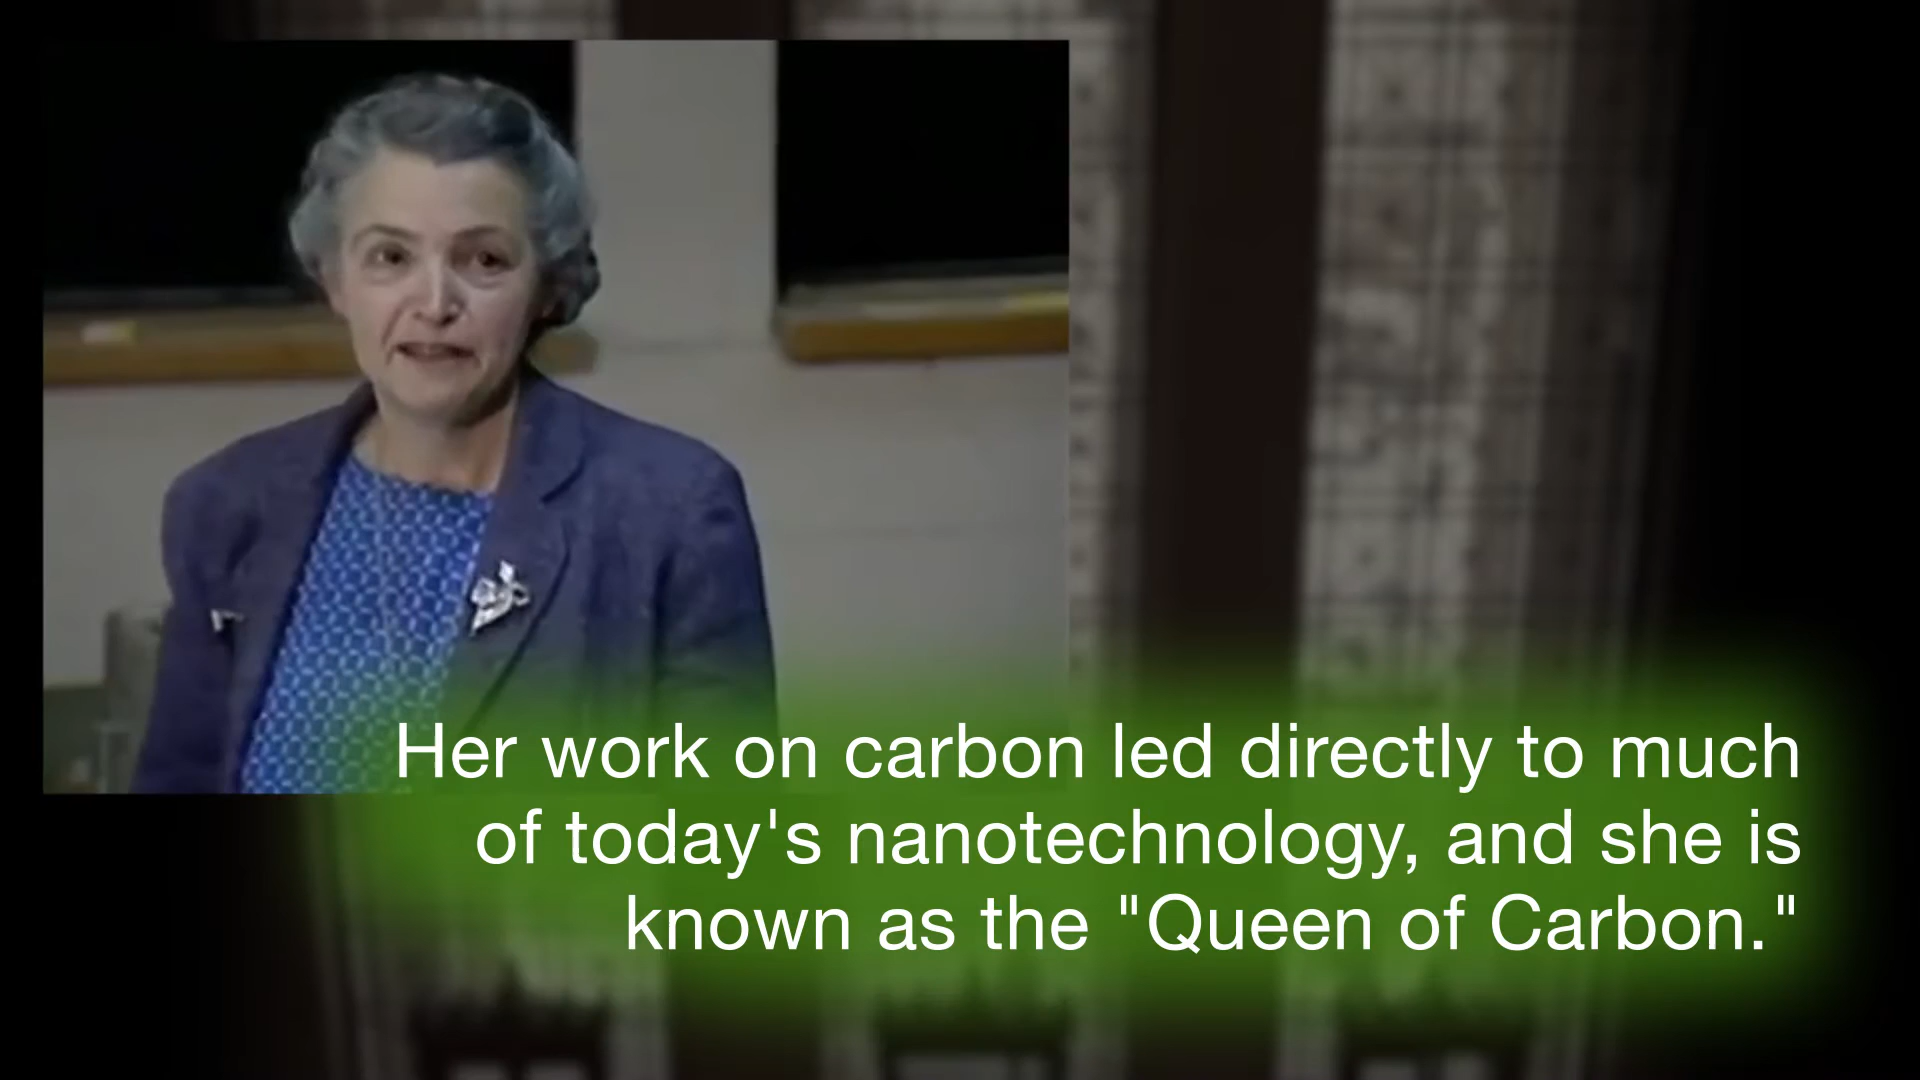 Her work on carbon led directly to much
of today's nanotechnology, and she is
known as the "Queen of Carbon."